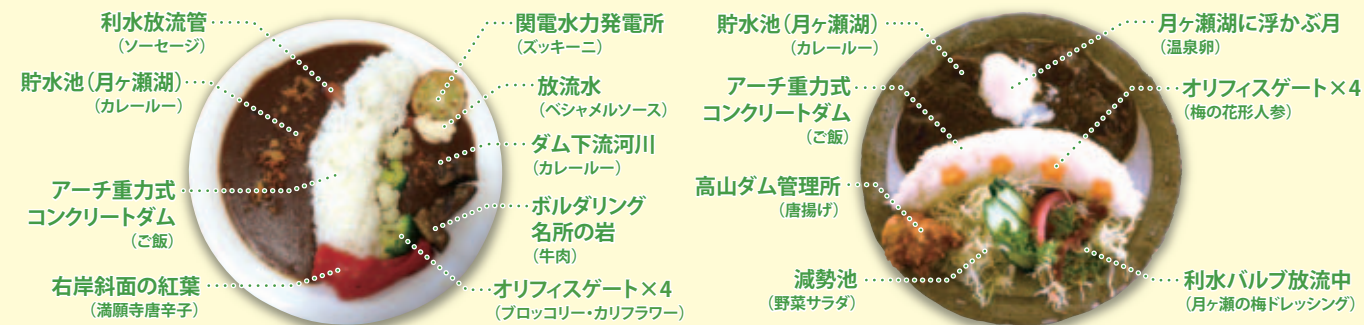 利水放流管
(ソーセージ)
貯水池(月ヶ瀬湖)
(カレールー)
アーチ重力式
コンクリートダム
(ご飯)
右岸斜面の紅葉
(満願寺唐辛子)
関電水力発電所
(ズッキーニ)
放流水
(ベシャメルソース)
ダム下流河川
(カレールー)
ボルダリング
名所の岩
(牛肉)
オリフィスゲート×4
(ブロッコリー・カリフラワー)
貯水池(月ヶ瀬湖)
(カレールー)
アーチ重力式
コンクリートダム
(ご飯)
高山ダム管理所
(唐揚げ)
減勢池
(野菜サラダ)
月ヶ瀬湖に浮かぶ月
(温泉卵)
オリフィスゲート×4
(梅の花形人参)
利水バルブ放流中
(月ヶ瀬の梅ドレッシング)